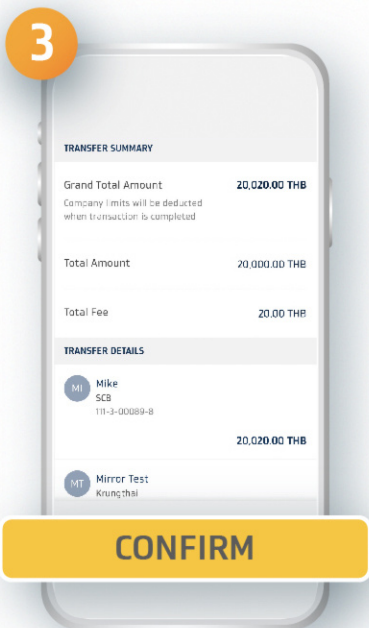 3
TRANSFER SUMMARY
Grand Total Amount 20,020.00 THB
Company limits will be deducted
when transaction is completed
Total Amount 20,000.00 THB
Total Fee 20.00 THB
TRANSFER DETAILS
MI Mike
SCB
111-3-00089-8
20,020.00 THB
MT Mirror Test
Krungthai
CONFIRM